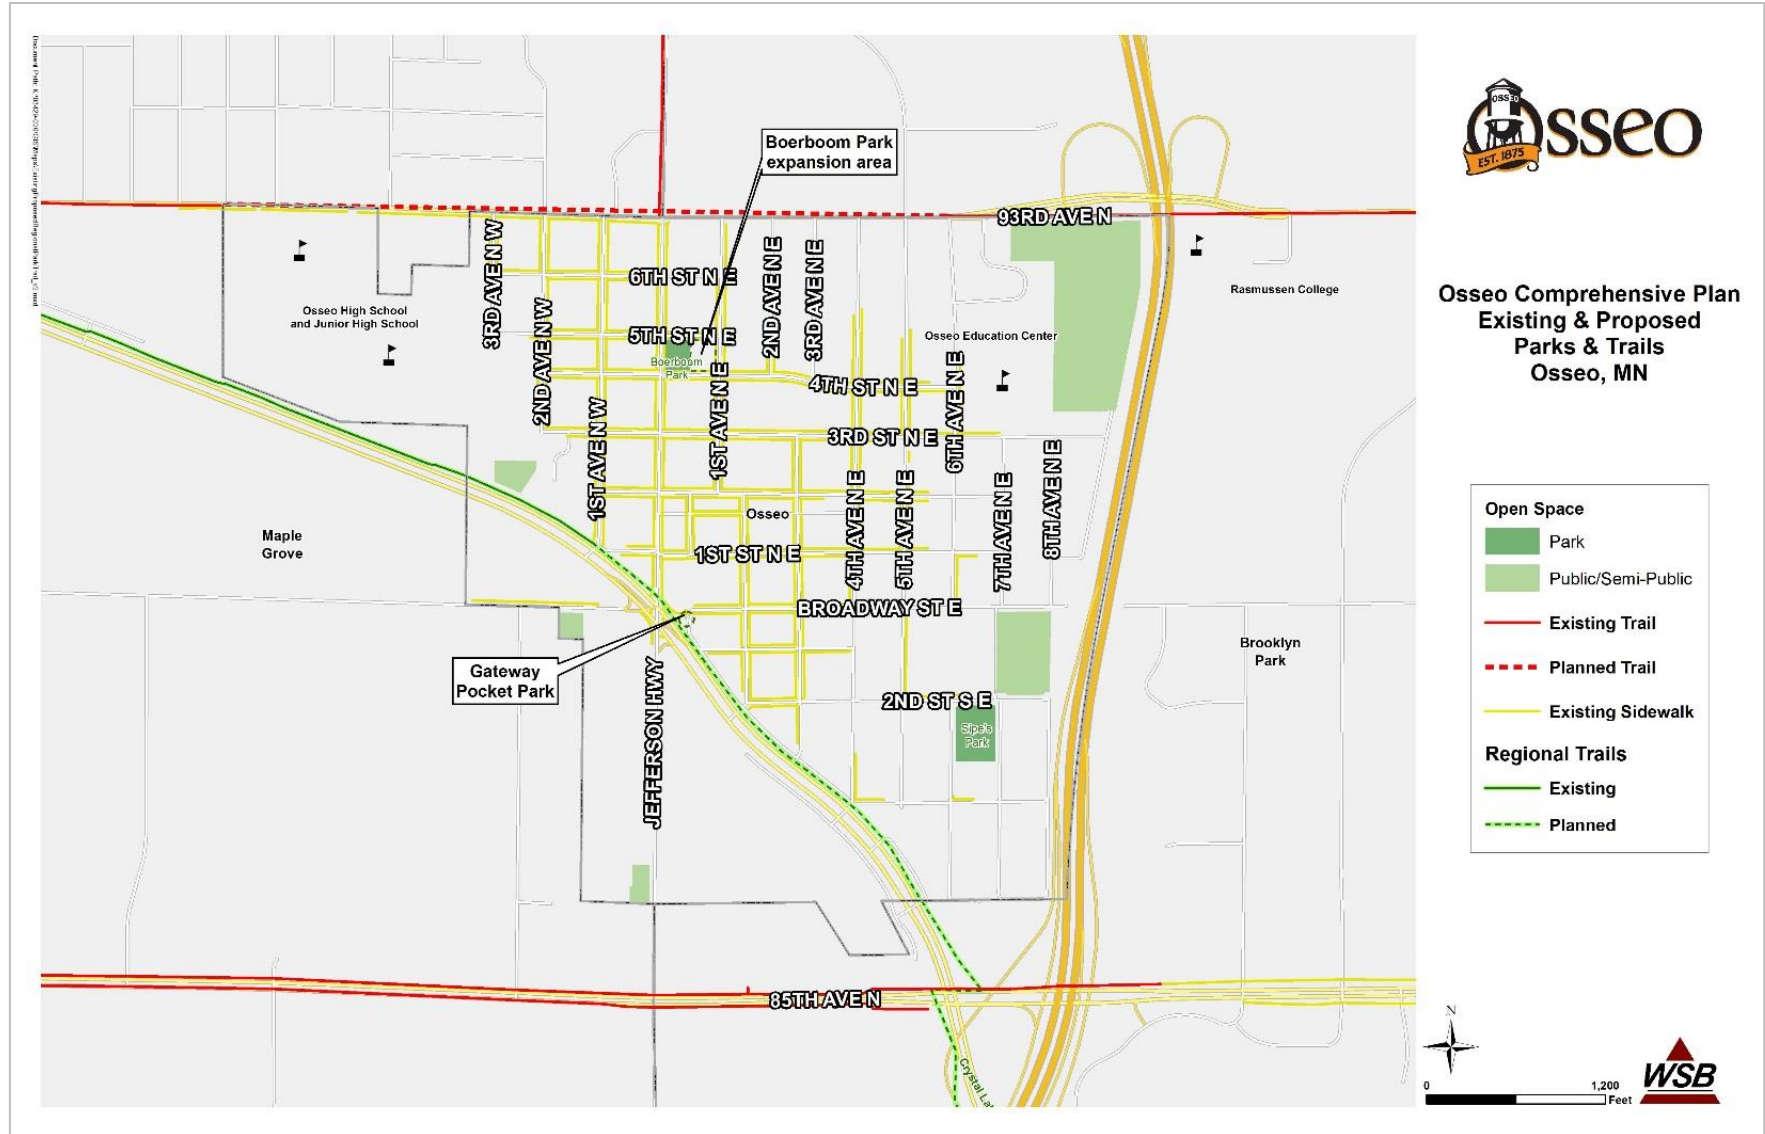 Boerboom Park
expansion area
93RD AVE N
3RD AVE N W
6TH ST N E
2ND AVE N E
3RD AVE N E
Osseo High School
and Junior High School
2ND AVE N W
5TH ST N E
Boerboom
Park
Osseo Education Center
Rasmussen College
4TH ST N E
1ST AVE N E
1ST AVE N W
3RD ST N E
6TH AVE N E
Osseo
4TH AVE N E
5TH AVE N E
7TH AVE N E
8TH AVE N E
Maple
Grove
1ST ST N E
BROADWAY ST E
Gateway
Pocket Park
JEFFERSON HWY
2ND ST S E
Sipe's
Park
Brooklyn
Park
85TH AVE N
OSSEO
Osseo
EST. 1875
Osseo Comprehensive Plan
Existing & Proposed
Parks & Trails
Osseo, MN
Open Space
Park
Public/Semi-Public
Existing Trail
Planned Trail
Existing Sidewalk
Regional Trails
Existing
Planned
N
0 1,200
Feet
WSB